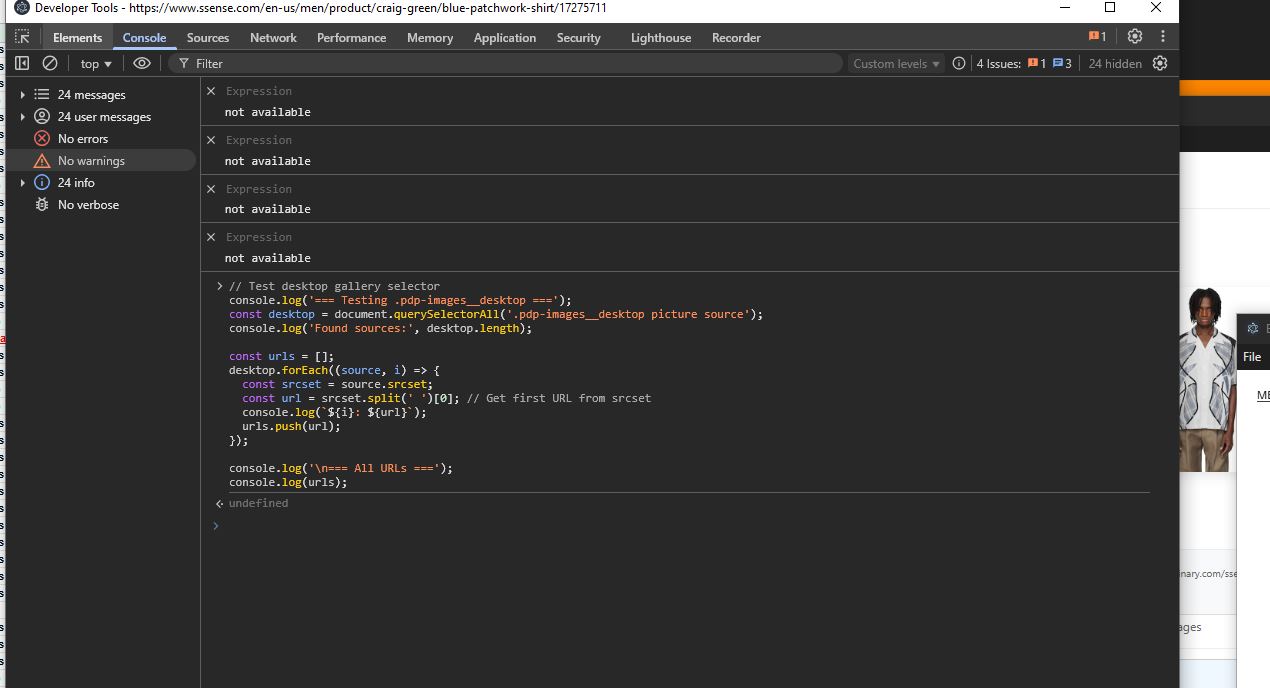 Developer Tools - https://www.ssense.com/en-us/men/product/craig-green/blue-patchwork-shirt/17275711
Elements Console Sources Network Performance Memory Application Security Lighthouse Recorder 1
top Filter Custom levels 4 Issues: 1 3 24 hidden
24 messages
24 user messages
No errors
No warnings
24 info
No verbose
Expression
not available
Expression
not available
Expression
not available
Expression
not available
// Test desktop gallery selector
console.log('=== Testing .pdp-images__desktop ===');
const desktop = document.querySelectorAll('.pdp-images__desktop picture source');
console.log('Found sources:', desktop.length);
const urls = [];
desktop.forEach((source, i) => {
const srcset = source.srcset;
const url = srcset.split(' ')[0]; // Get first URL from srcset
console.log(`${i}: ${url}`);
urls.push(url);
});
console.log('\n=== All URLs ===');
console.log(urls);
undefined
File